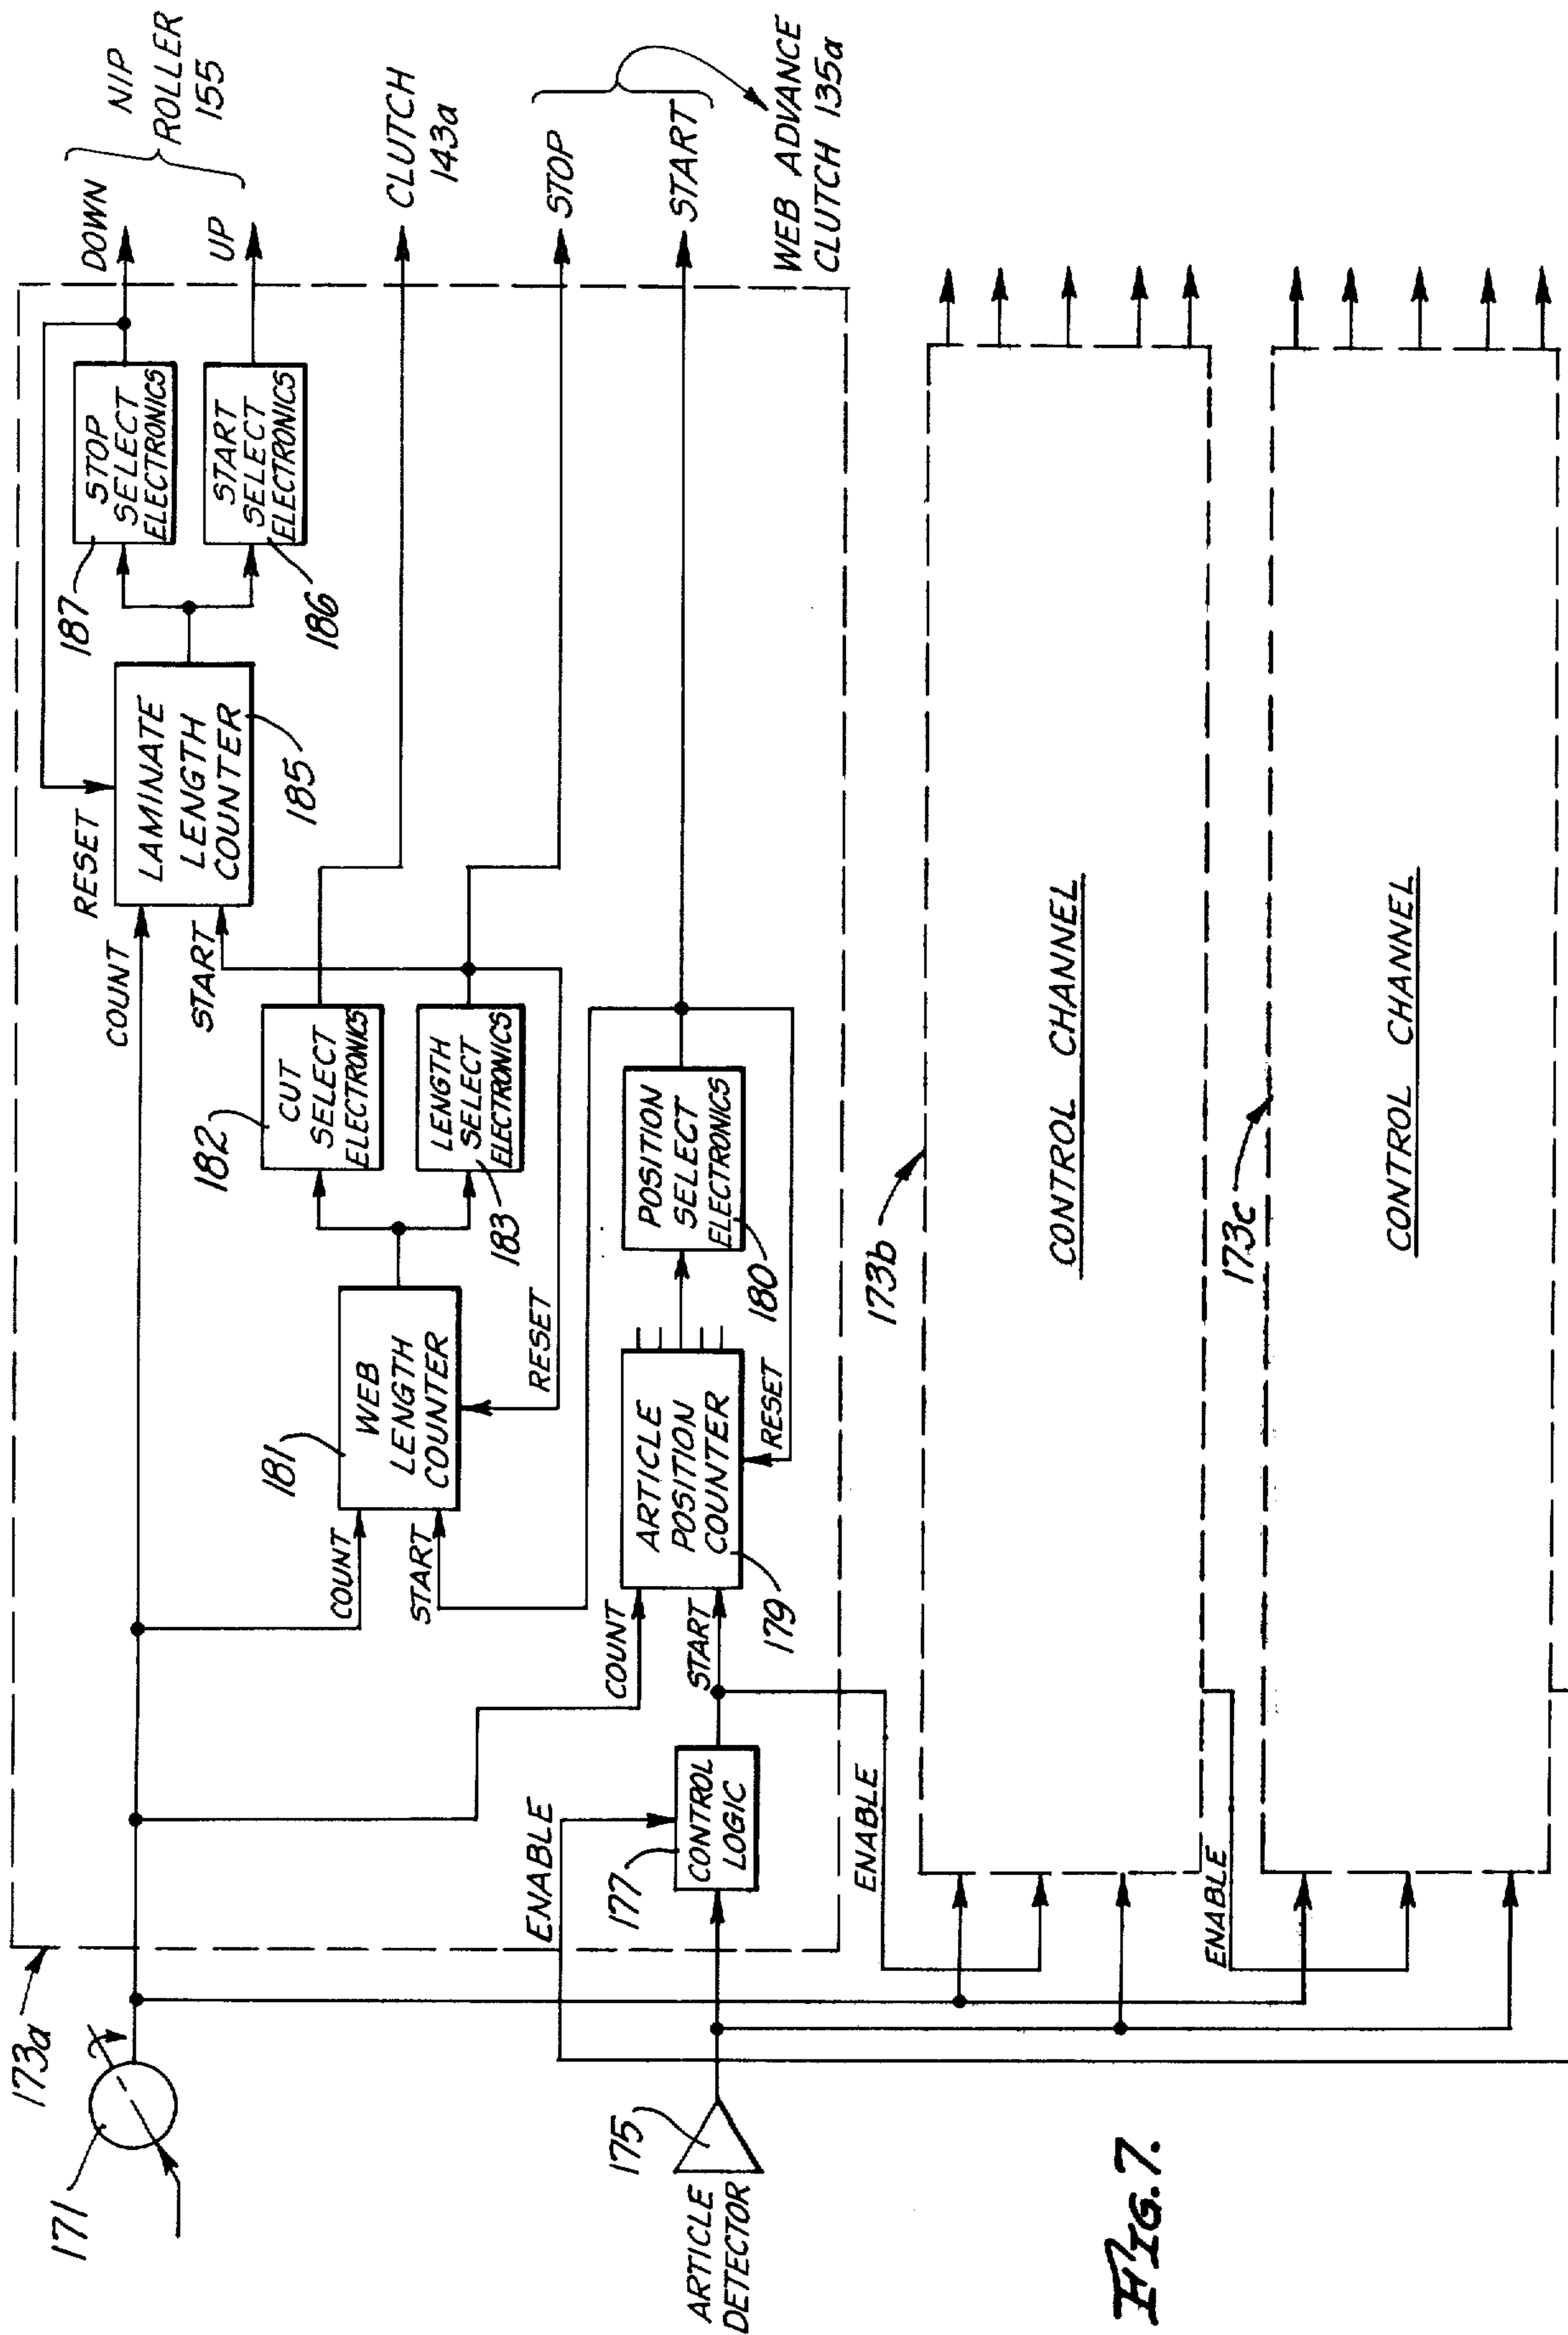 171
173a
COUNT
RESET
LAMINATE
LENGTH
COUNTER
185
START
187
STOP
SELECT
ELECTRONICS
START
SELECT
ELECTRONICS
186
DOWN
UP
NIP
ROLLER
155
CUT
SELECT
ELECTRONICS
182
LENGTH
SELECT
ELECTRONICS
183
CLUTCH
143a
181
WEB
LENGTH
COUNTER
COUNT
START
RESET
STOP
START
WEB ADVANCE
CLUTCH 135a
ARTICLE
DETECTOR
175
ENABLE
177
CONTROL
LOGIC
COUNT
START
ARTICLE
POSITION
COUNTER
179
RESET
POSITION
SELECT
ELECTRONICS
180
ENABLE
173b
CONTROL CHANNEL
ENABLE
173c
CONTROL CHANNEL
FIG. 7.